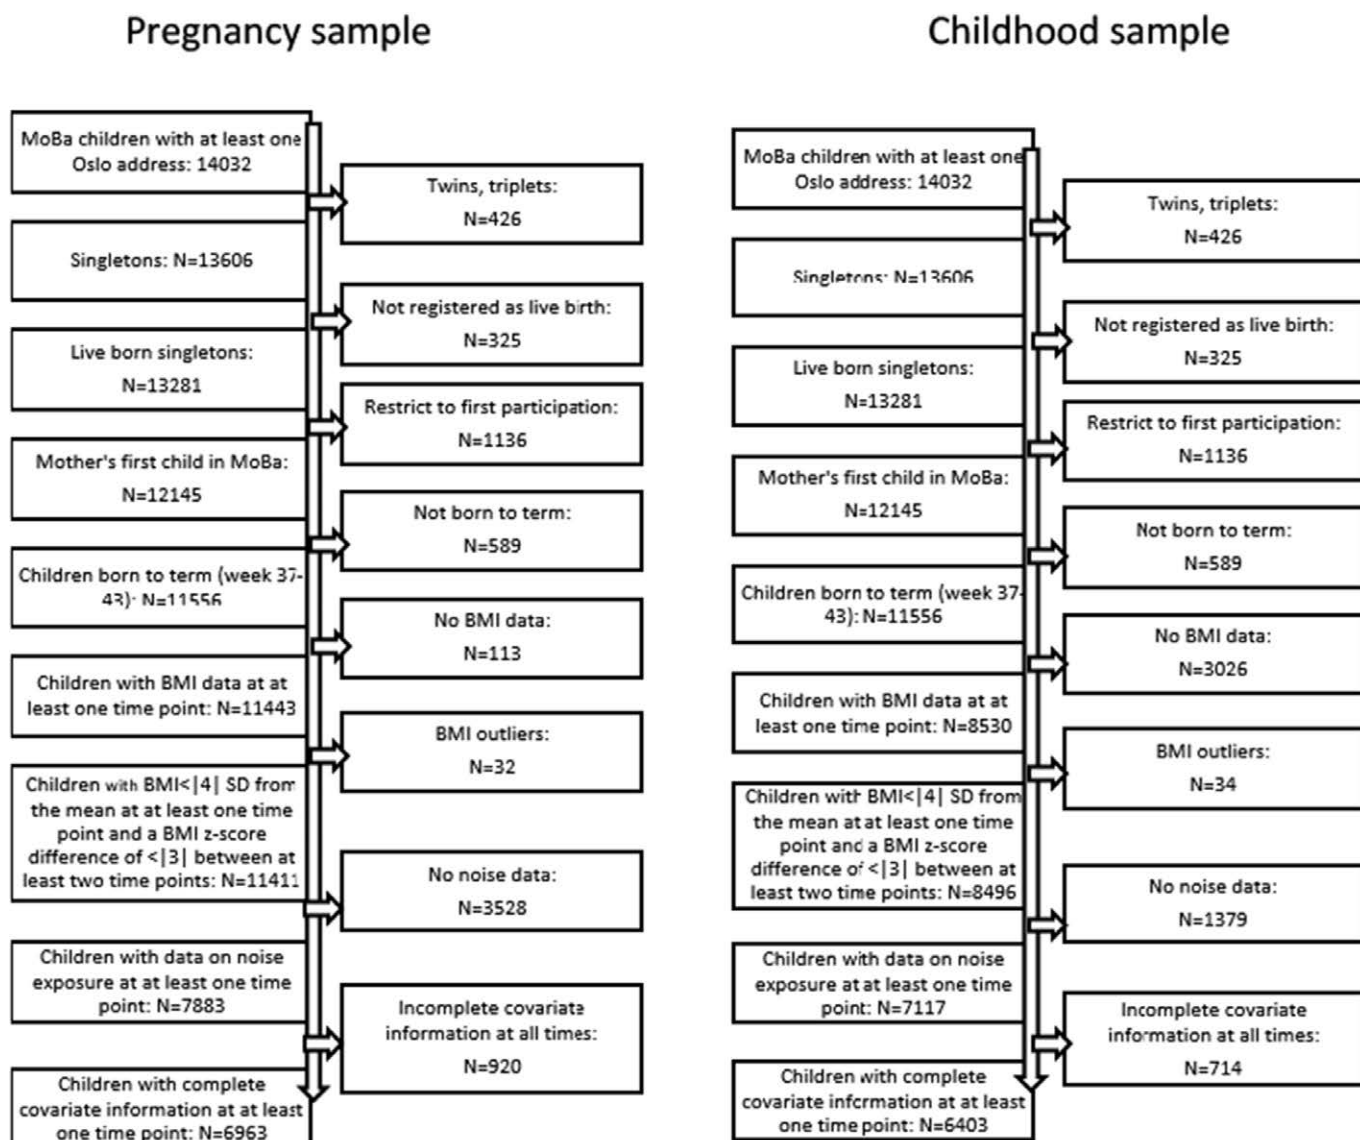 Pregnancy sample
MoBa children with at least one
Oslo address: 14032
Twins, triplets:
N=426
Singletons: N=13606
Not registered as live birth:
N=325
Live born singletons:
N=13281
Restrict to first participation:
N=1136
Mother's first child in MoBa:
N=12145
Not born to term:
N=589
Children born to term (week 37-
43): N=11556
No BMI data:
N=113
Children with BMI data at at
least one time point: N=11443
BMI outliers:
N=32
Children with BMI<|4| SD from
the mean at at least one time
point and a BMI z-score
difference of <|3| between at
least two time points: N=11411
No noise data:
N=3528
Children with data on noise
exposure at at least one time
point: N=7883
Incomplete covariate
information at all times:
N=920
Children with complete
covariate information at at least
one time point: N=6963
Childhood sample
MoBa children with at least one
Oslo address: 14032
Twins, triplets:
N=426
Singletons: N=13606
Not registered as live birth:
N=325
Live born singletons:
N=13281
Restrict to first participation:
N=1136
Mother's first child in MoBa:
N=12145
Not born to term:
N=589
Children born to term (week 37-
43): N=11556
No BMI data:
N=3026
Children with BMI data at at
least one time point: N=8530
BMI outliers:
N=34
Children with BMI<|4| SD from
the mean at at least one time
point and a BMI z-score
difference of <|3| between at
least two time points: N=8496
No noise data:
N=1379
Children with data on noise
exposure at at least one time
point: N=7117
Incomplete covariate
information at all times:
N=714
Children with complete
covariate information at at least
one time point: N=6403